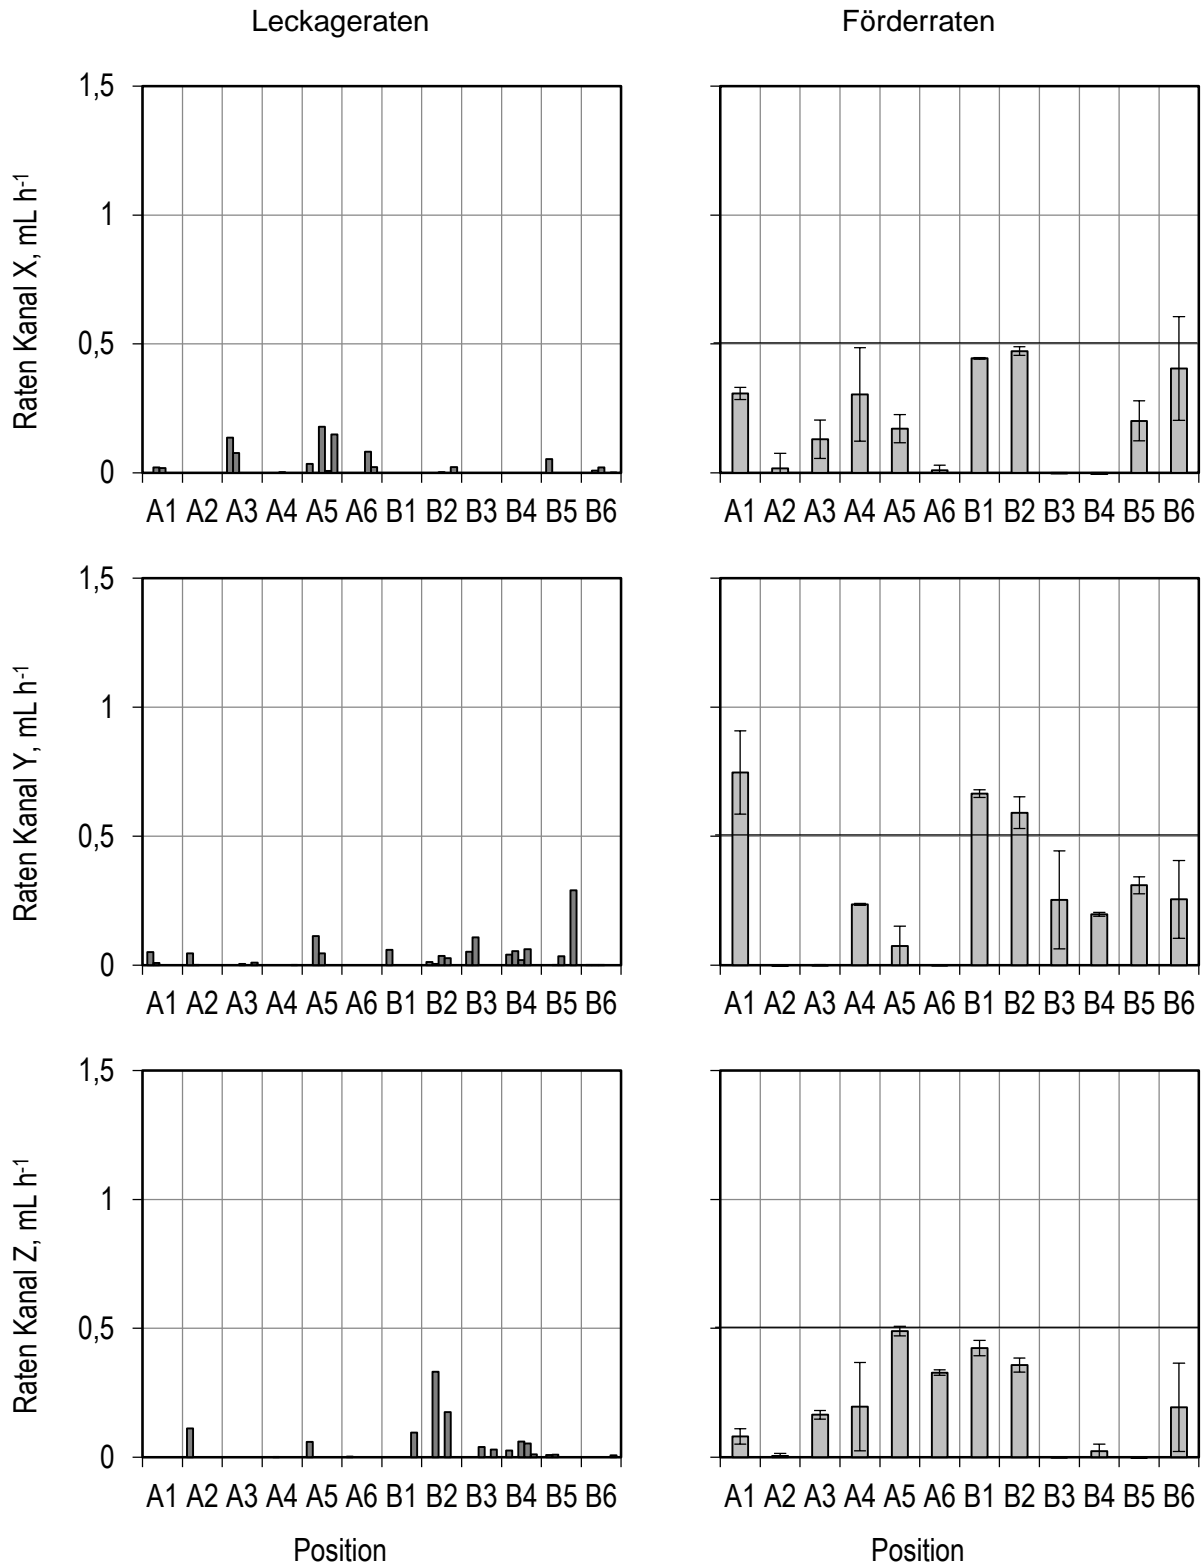 Leckageraten
Förderraten
Raten Kanal X, mL h-1
1,5
1
0,5
0
A1 A2 A3 A4 A5 A6 B1 B2 B3 B4 B5 B6
A1 A2 A3 A4 A5 A6 B1 B2 B3 B4 B5 B6
Raten Kanal Y, mL h-1
1,5
1
0,5
0
A1 A2 A3 A4 A5 A6 B1 B2 B3 B4 B5 B6
A1 A2 A3 A4 A5 A6 B1 B2 B3 B4 B5 B6
Raten Kanal Z, mL h-1
1,5
1
0,5
0
A1 A2 A3 A4 A5 A6 B1 B2 B3 B4 B5 B6
A1 A2 A3 A4 A5 A6 B1 B2 B3 B4 B5 B6
Position
Position